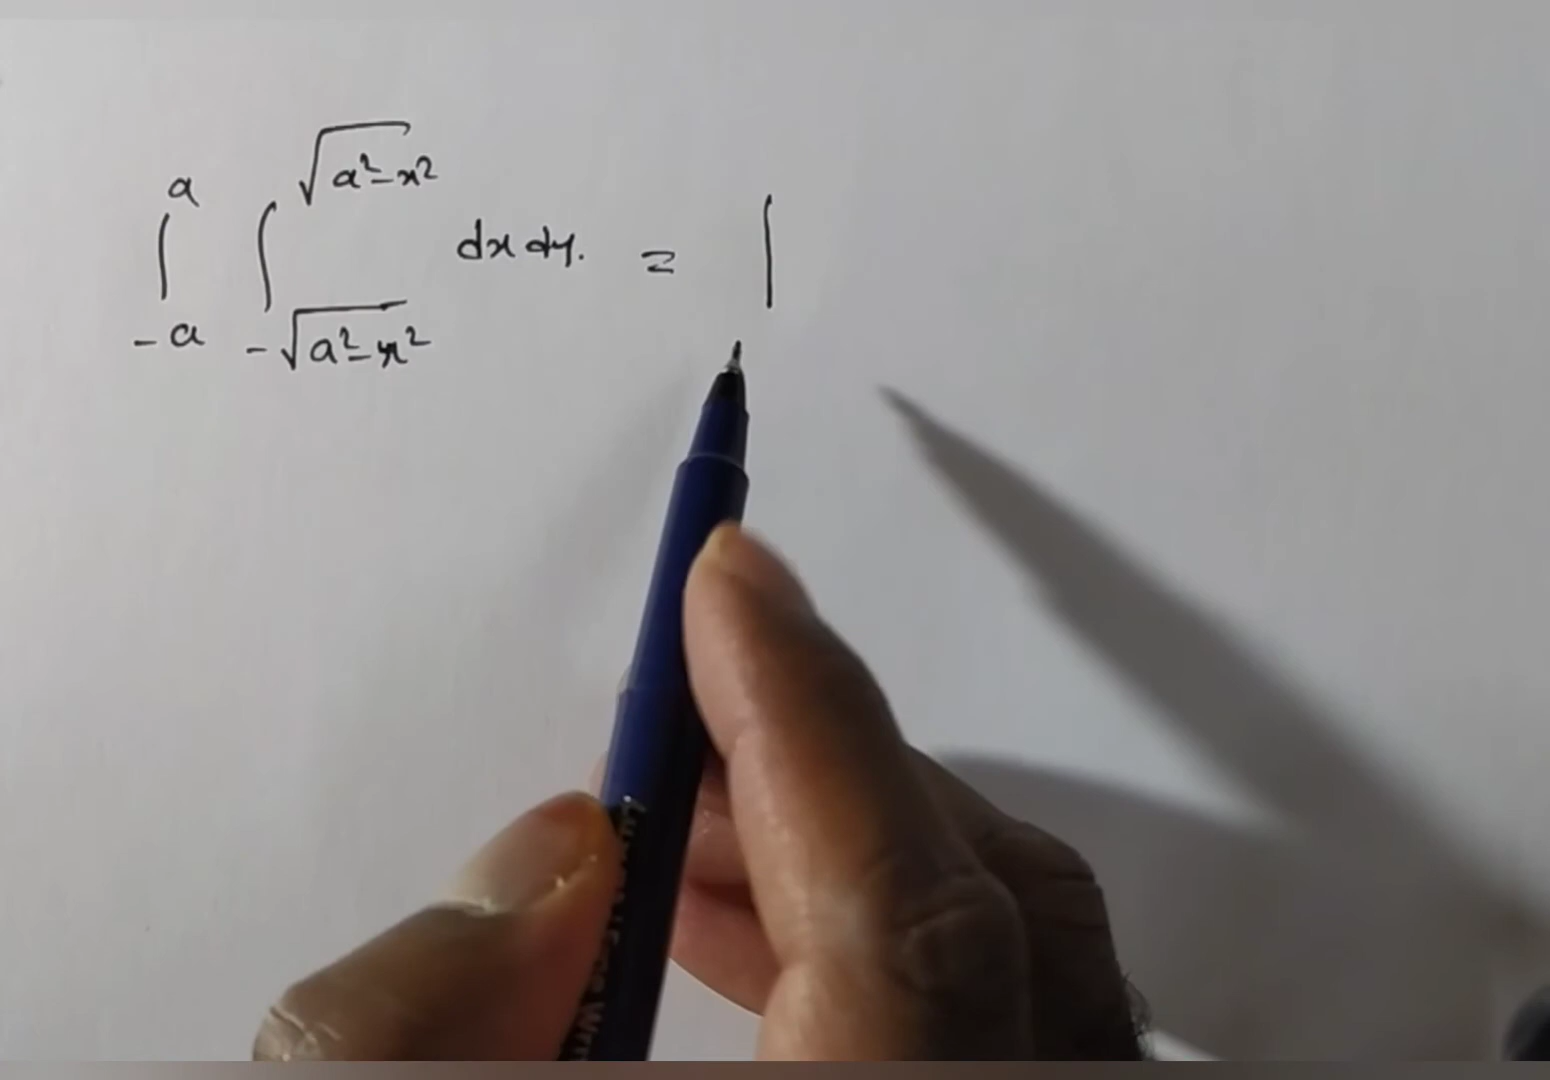 ∫_{-a}^{a} ∫_{-√(a²-x²)}^{√(a²-x²)} dx dy. = ∫